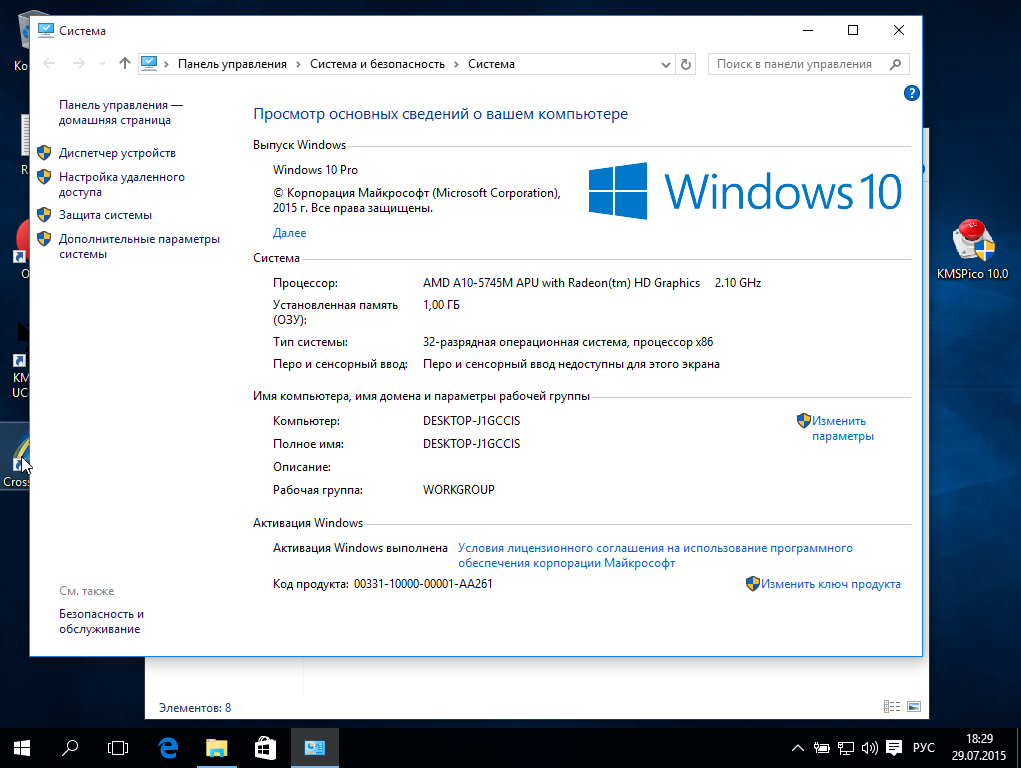 Система
Панель управления
Система и безопасность
Система
Поиск в панели управления
Панель управления —
домашняя страница
Диспетчер устройств
Настройка удаленного
доступа
Защита системы
Дополнительные параметры
системы
Просмотр основных сведений о вашем компьютере
Выпуск Windows
Windows 10 Pro
© Корпорация Майкрософт (Microsoft Corporation),
2015 г. Все права защищены.
Далее
Windows 10
Система
Процессор: AMD A10-5745M APU with Radeon(tm) HD Graphics 2.10 GHz
Установленная память
(ОЗУ): 1,00 ГБ
Тип системы: 32-разрядная операционная система, процессор x86
Перо и сенсорный ввод: Перо и сенсорный ввод недоступны для этого экрана
Имя компьютера, имя домена и параметры рабочей группы
Компьютер: DESKTOP-J1GCCIS
Изменить
параметры
Полное имя: DESKTOP-J1GCCIS
Описание:
Рабочая группа: WORKGROUP
Активация Windows
Активация Windows выполнена Условия лицензионного соглашения на использование программного
обеспечения корпорации Майкрософт
Код продукта: 00331-10000-00001-AA261
Изменить ключ продукта
См. также
Безопасность и
обслуживание
KMSPico 10.0
Элементов: 8
РУС
18:29
29.07.2015